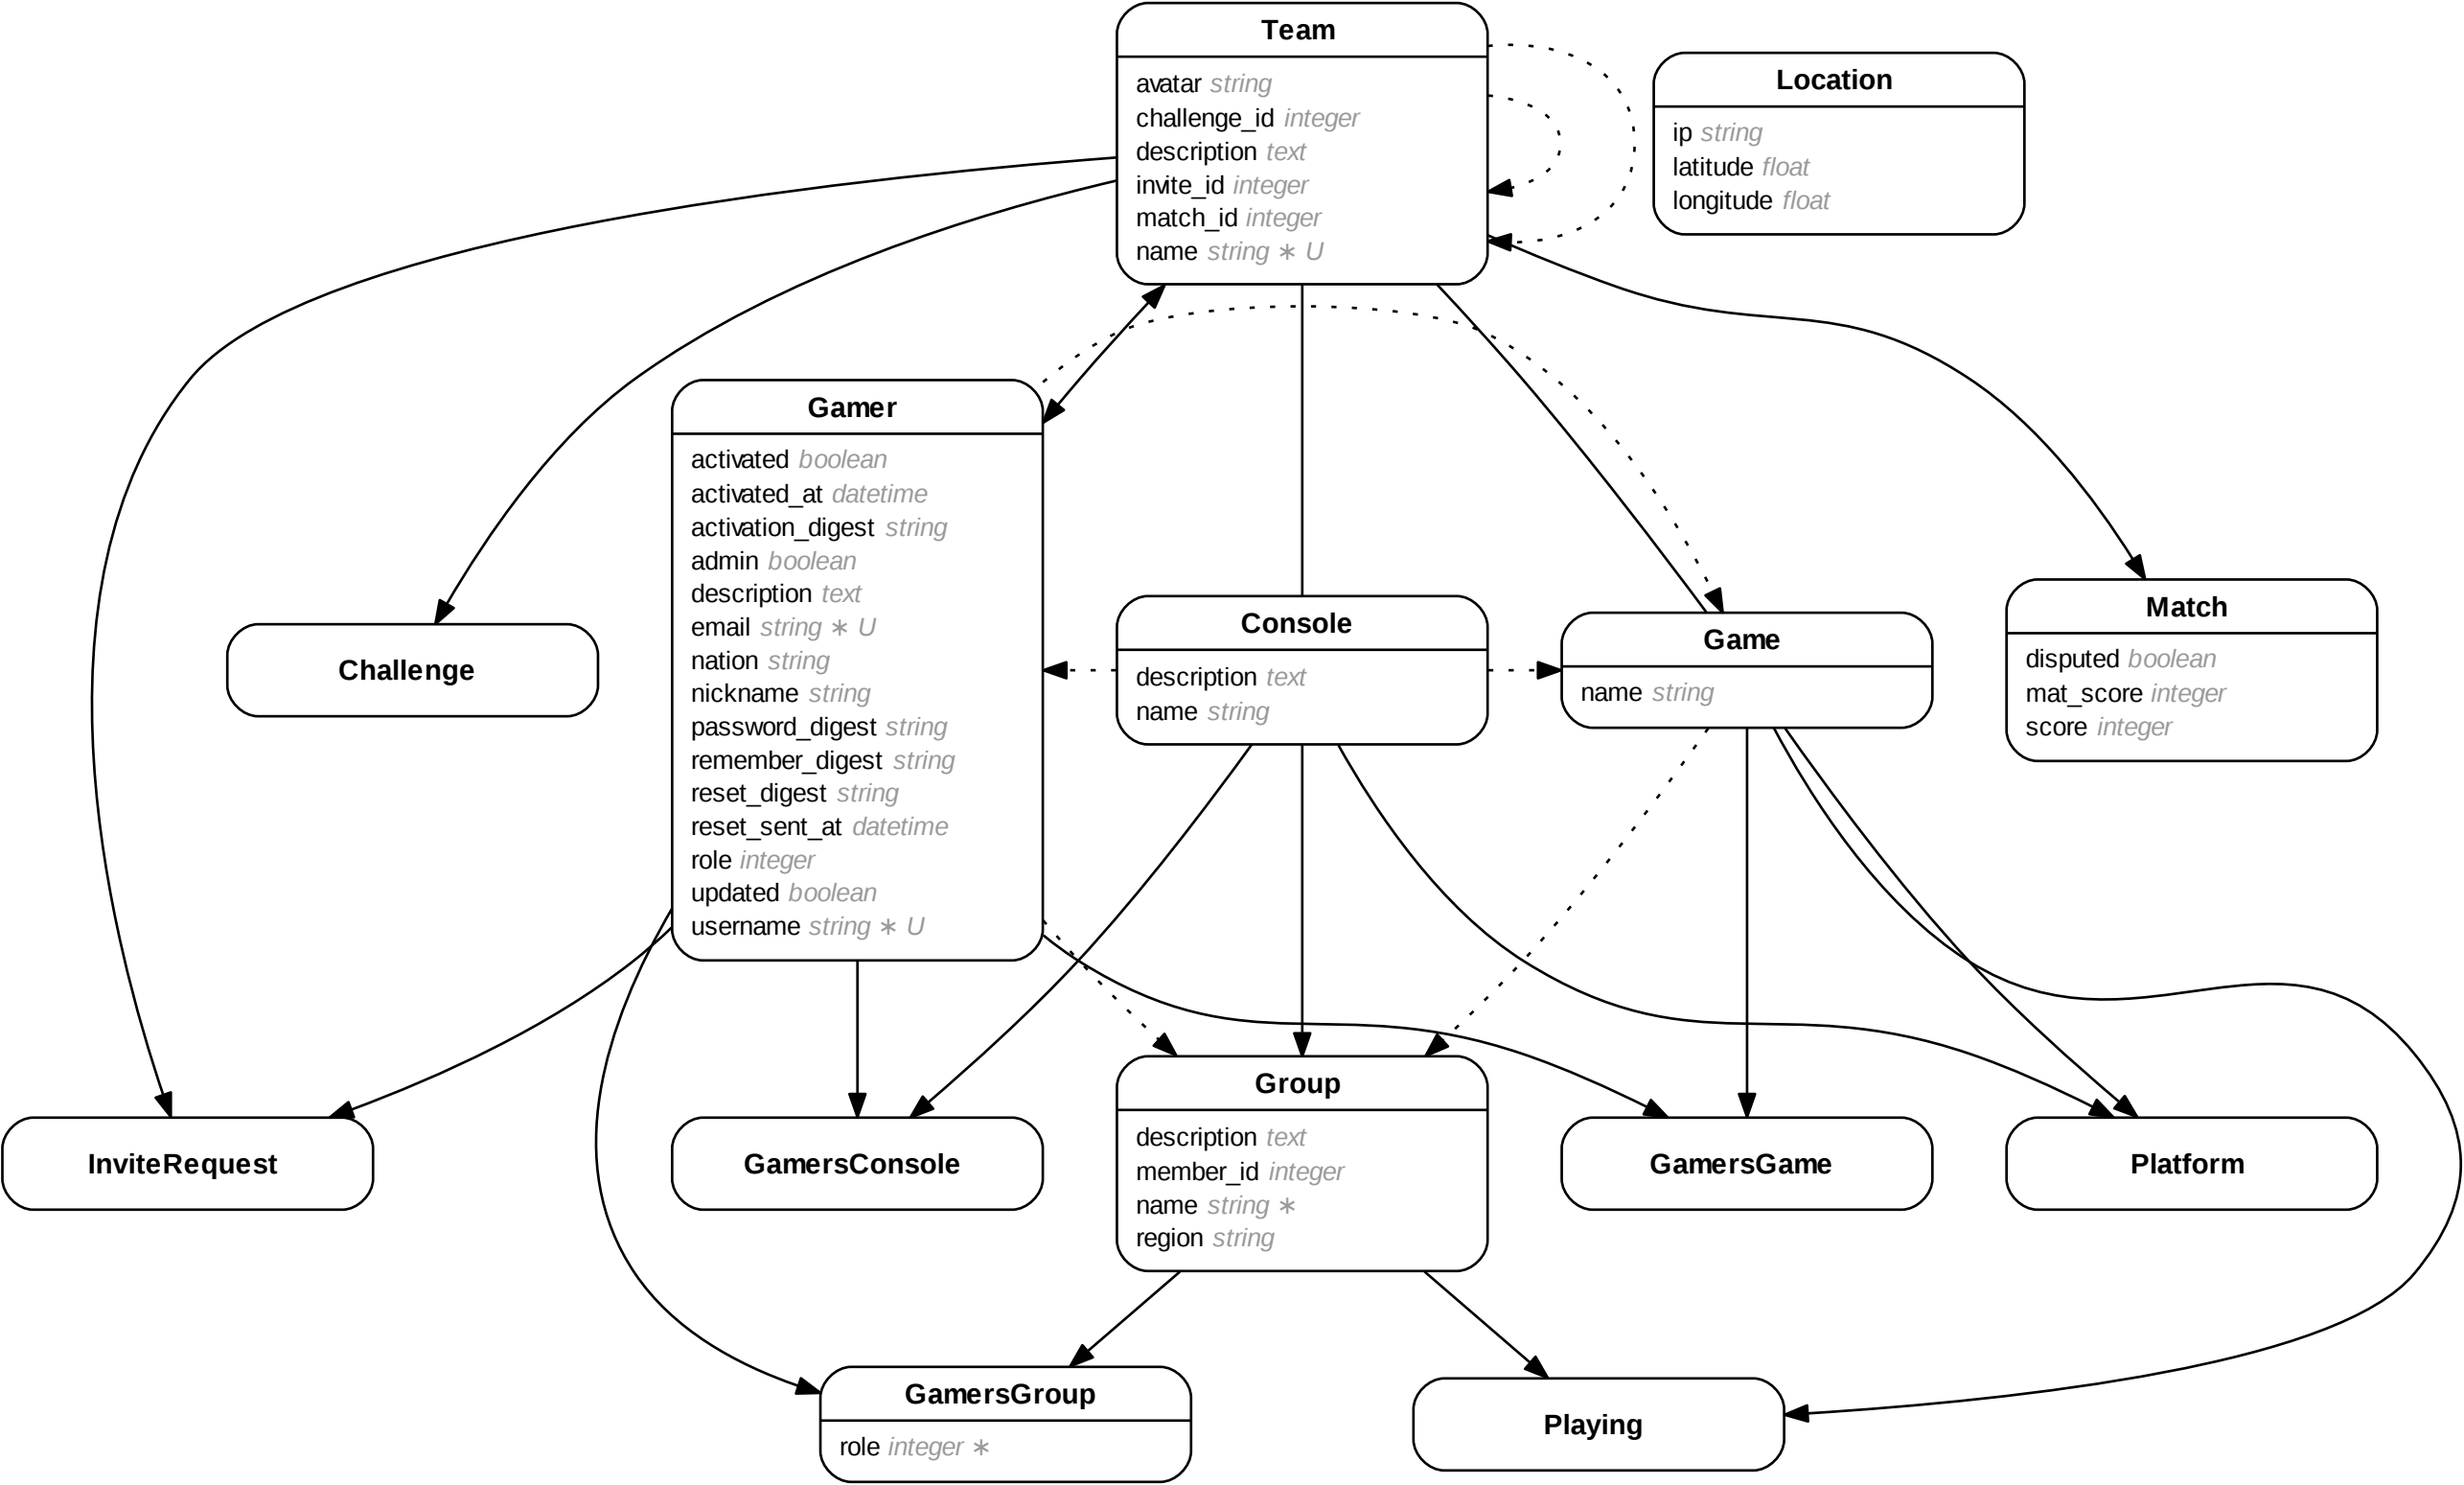 Team
avatar string
challenge_id integer
description text
invite_id integer
match_id integer
name string ∗ U
Location
ip string
latitude float
longitude float
Gamer
activated boolean
activated_at datetime
activation_digest string
admin boolean
description text
email string ∗ U
nation string
nickname string
password_digest string
remember_digest string
reset_digest string
reset_sent_at datetime
role integer
updated boolean
username string ∗ U
Challenge
Console
description text
name string
Game
name string
Match
disputed boolean
mat_score integer
score integer
InviteRequest
GamersConsole
Group
description text
member_id integer
name string ∗
region string
GamersGame
Platform
GamersGroup
role integer ∗
Playing